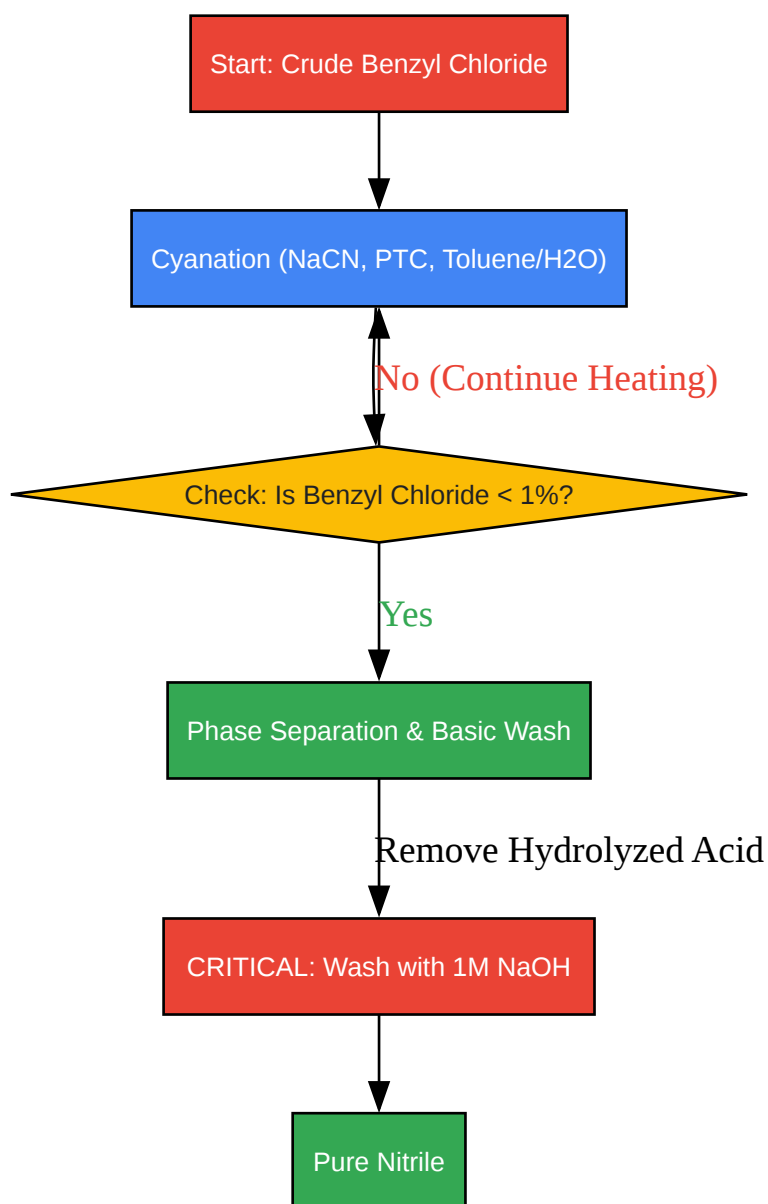 Start: Crude Benzyl Chloride
Cyanation (NaCN, PTC, Toluene/H2O)
No (Continue Heating)
Check: Is Benzyl Chloride < 1%?
Yes
Phase Separation & Basic Wash
Remove Hydrolyzed Acid
CRITICAL: Wash with 1M NaOH
Pure Nitrile